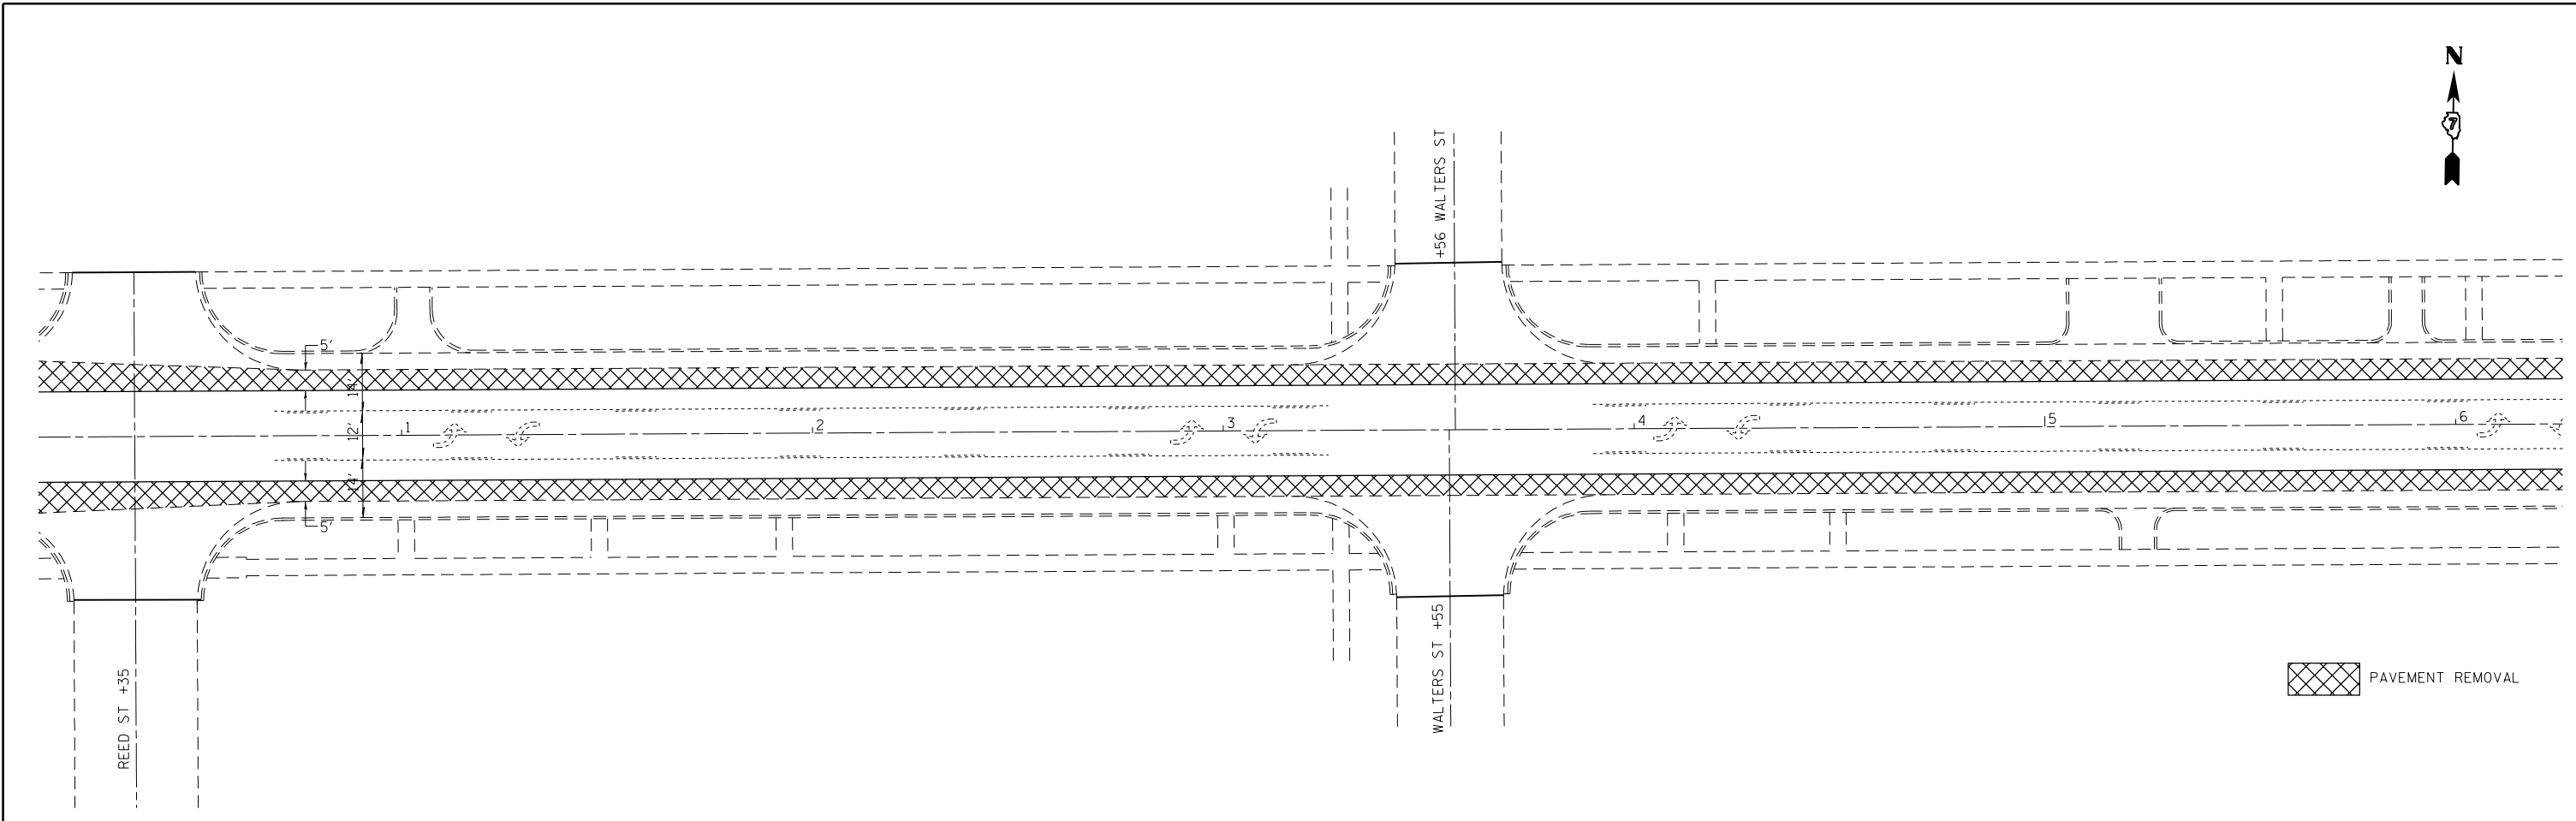 N
7
+56 WALTERS ST
5'
14'
12'
14'
5'
1
2
3
4
5
6
REED ST +35
WALTERS ST +55
PAVEMENT REMOVAL